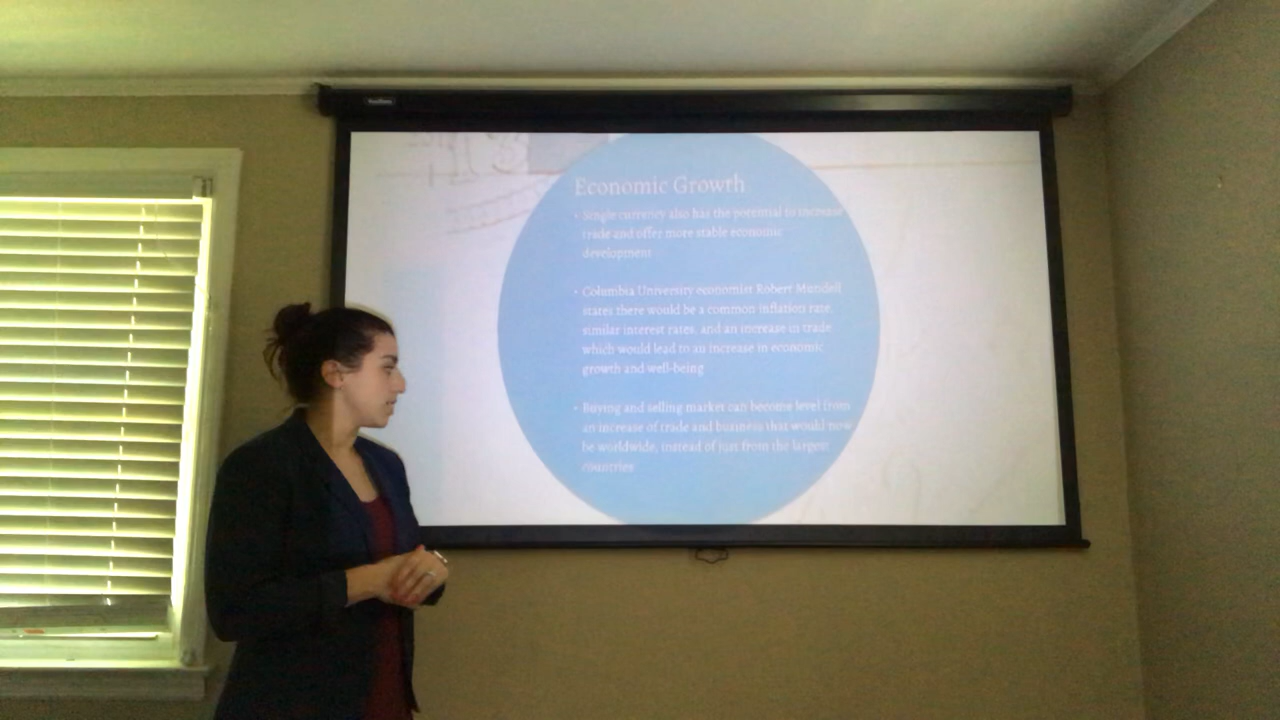 Economic Growth
• Single currency also has the potential to increase
trade and offer more stable economic
development
• Columbia University economist Robert Mundell
states there would be a common inflation rate,
similar interest rates, and an increase in trade
which would lead to an increase in economic
growth and well-being
• Buying and selling market can become level from
an increase of trade and business that would now
be worldwide, instead of just from the largest
countries